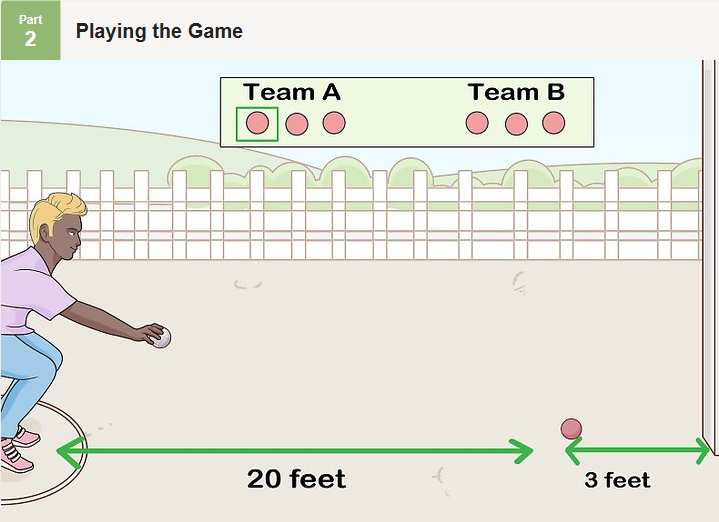 Part
2
Playing the Game
Team A
Team B
20 feet
3 feet